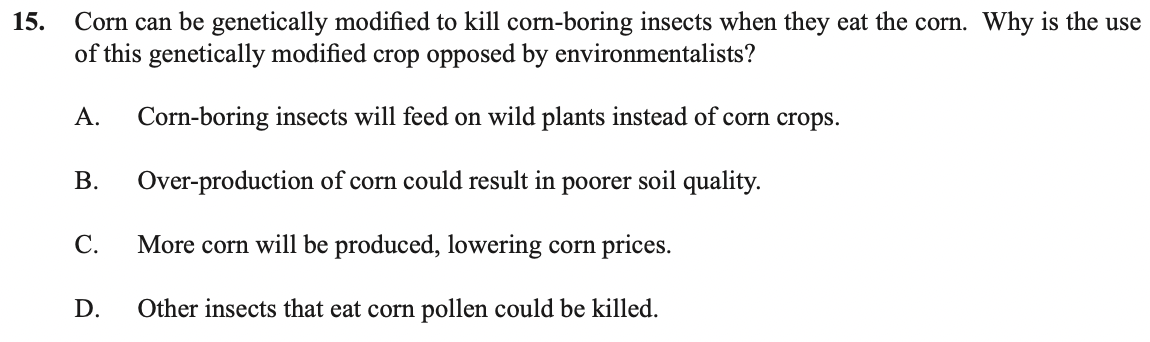 15. Corn can be genetically modified to kill corn-boring insects when they eat the corn. Why is the use
of this genetically modified crop opposed by environmentalists?
A. Corn-boring insects will feed on wild plants instead of corn crops.
B. Over-production of corn could result in poorer soil quality.
C. More corn will be produced, lowering corn prices.
D. Other insects that eat corn pollen could be killed.